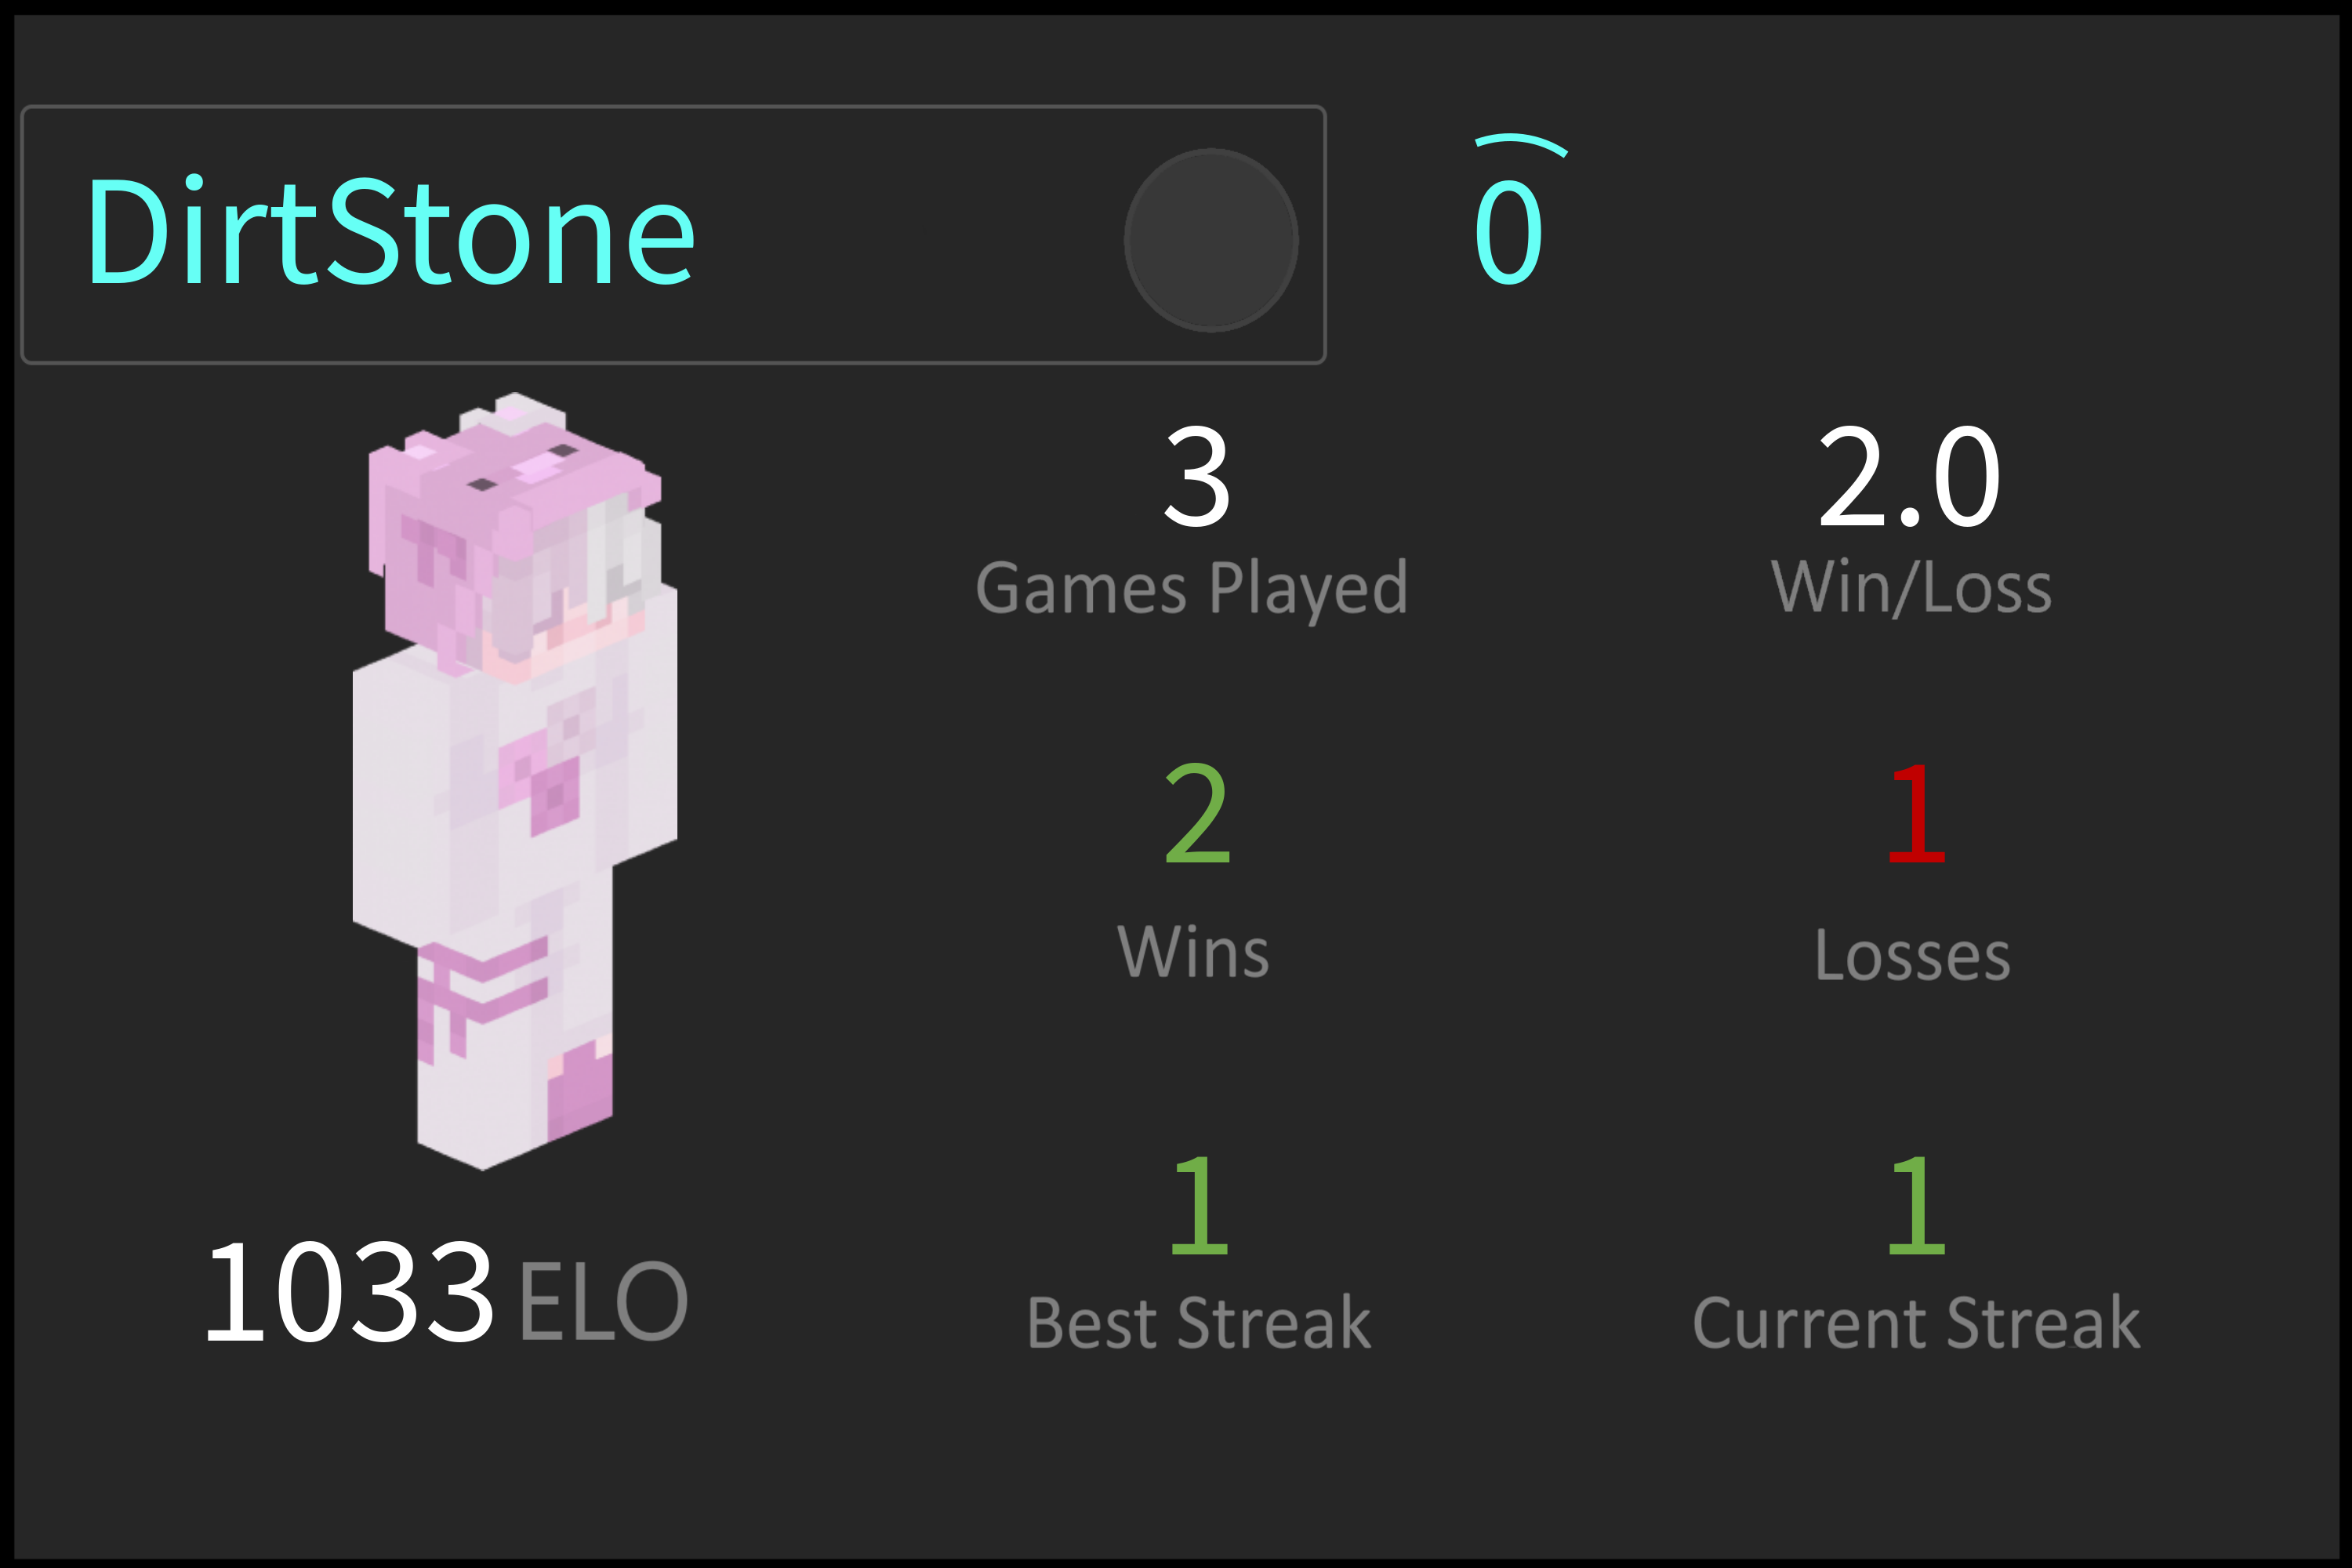 DirtStone 0
3 2.0
Games Played Win/Loss
2 1
Wins Losses
1 1
Best Streak Current Streak
1033 ELO